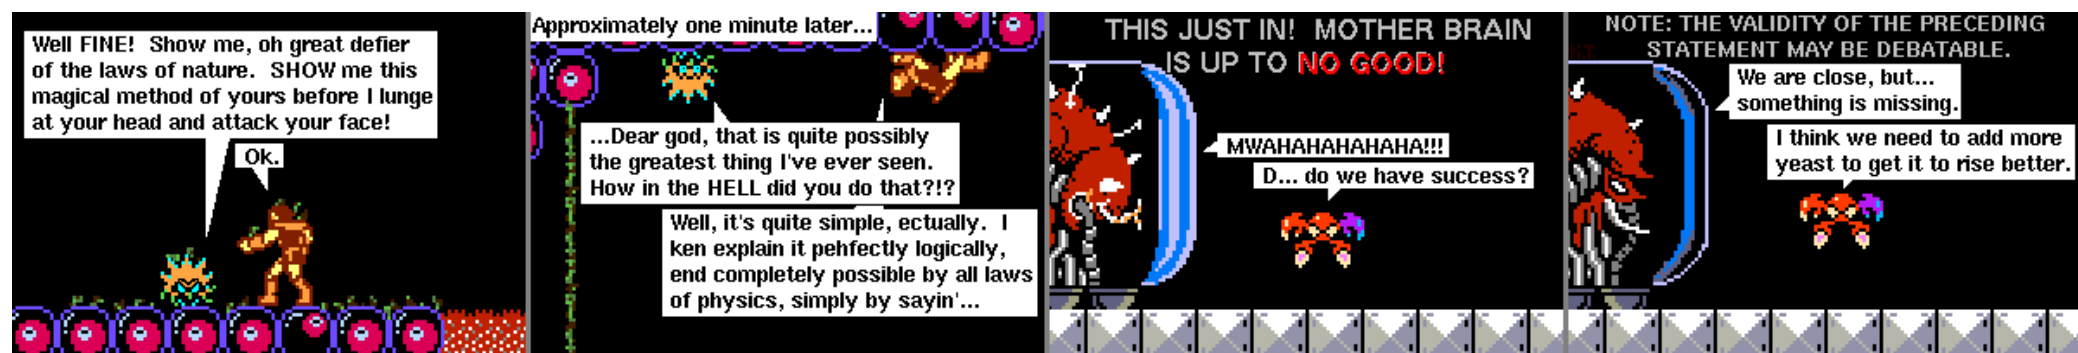 Well FINE!  Show me, oh great defier
of the laws of nature.  SHOW me this
magical method of yours before I lunge
at your head and attack your face!
Ok.
Approximately one minute later...
...Dear god, that is quite possibly
the greatest thing I've ever seen.
How in the HELL did you do that?!?
Well, it's quite simple, ectually.  I
ken explain it pehfectly logically,
end completely possible by all laws
of physics, simply by sayin'...
THIS JUST IN!  MOTHER BRAIN
IS UP TO NO GOOD!
MWAHAHAHAHAHA!!!
D... do we have success?
NOTE: THE VALIDITY OF THE PRECEDING
STATEMENT MAY BE DEBATABLE.
We are close, but...
something is missing.
I think we need to add more
yeast to get it to rise better.